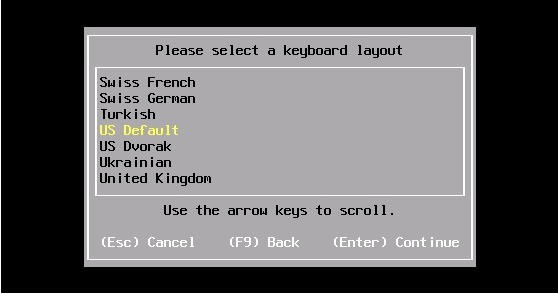 Please select a keyboard layout
Swiss French
Swiss German
Turkish
US Default
US Dvorak
Ukrainian
United Kingdom
Use the arrow keys to scroll.
(Esc) Cancel (F9) Back (Enter) Continue